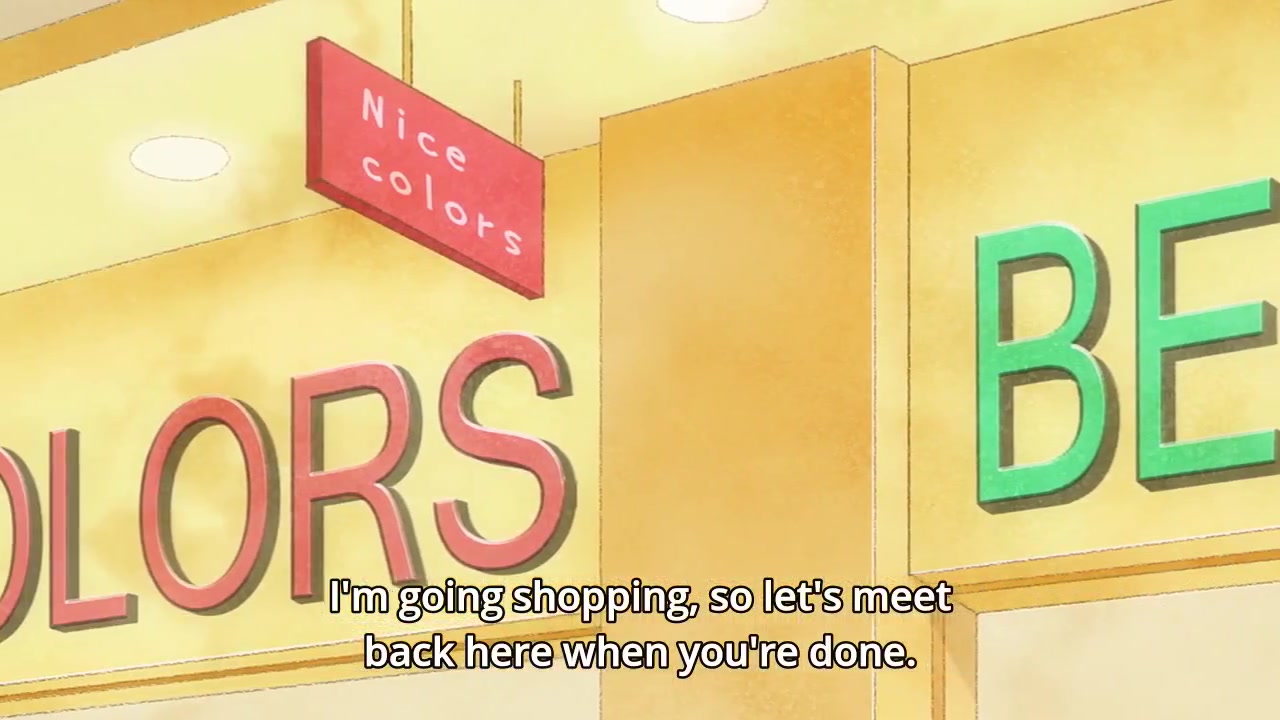 Nice
colors
OLORS
BE
I'm going shopping, so let's meet
back here when you're done.